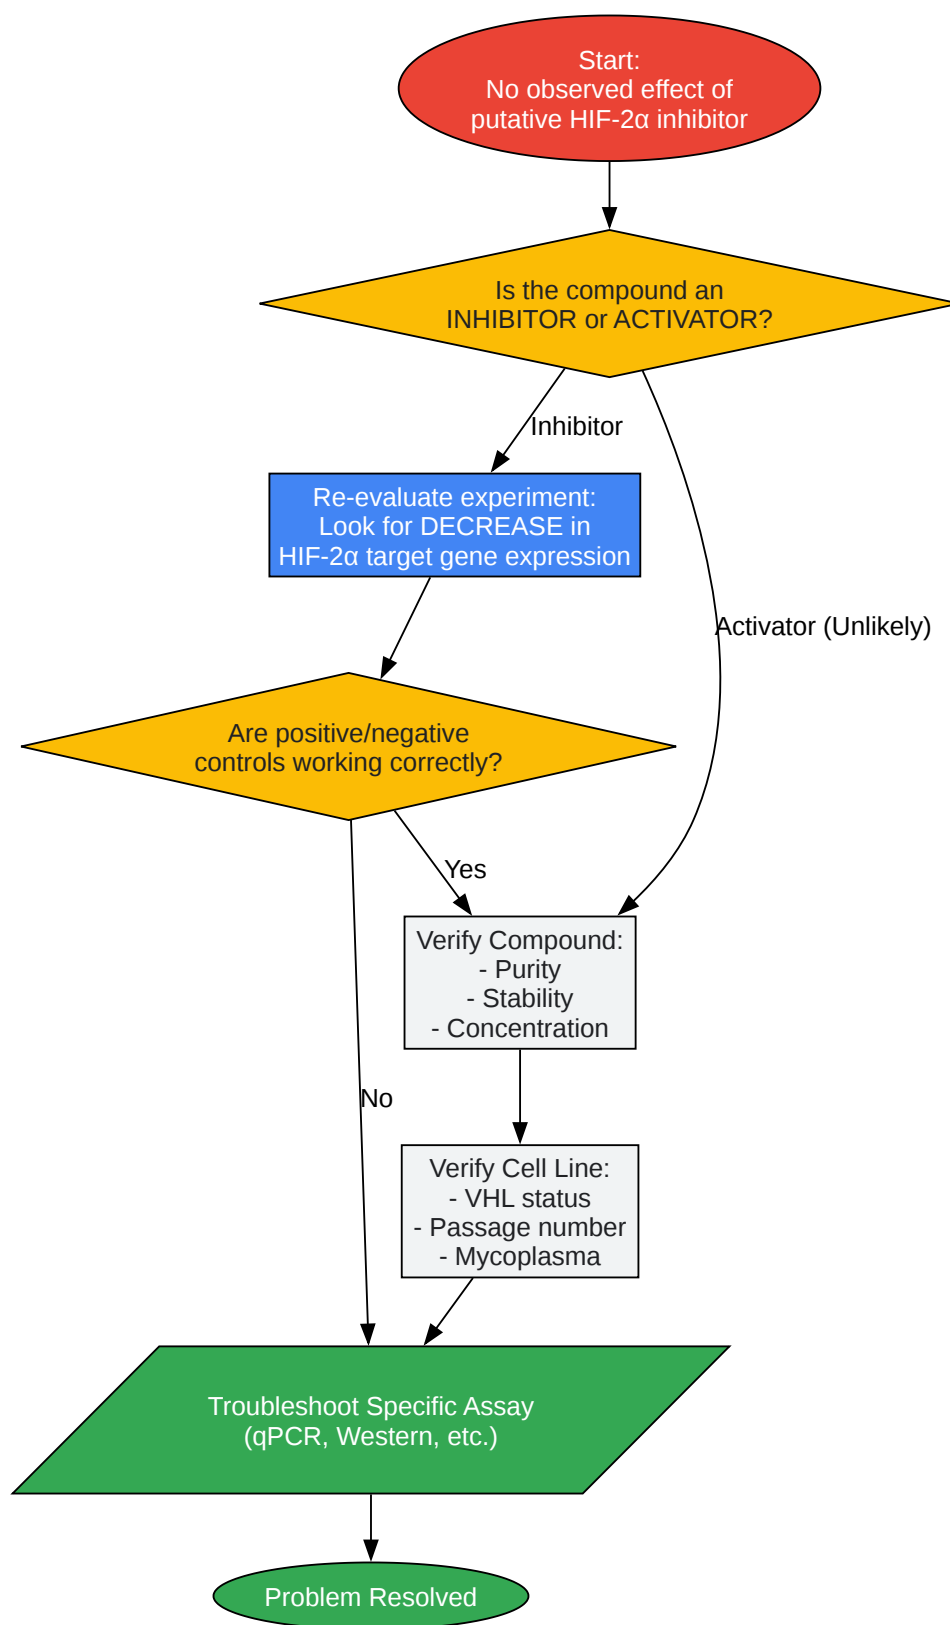 Start:
No observed effect of
putative HIF-2α inhibitor
Is the compound an
INHIBITOR or ACTIVATOR?
Inhibitor
Re-evaluate experiment:
Look for DECREASE in
HIF-2α target gene expression
Activator (Unlikely)
Are positive/negative
controls working correctly?
Yes
Verify Compound:
- Purity
- Stability
- Concentration
No
Verify Cell Line:
- VHL status
- Passage number
- Mycoplasma
Troubleshoot Specific Assay
(qPCR, Western, etc.)
Problem Resolved